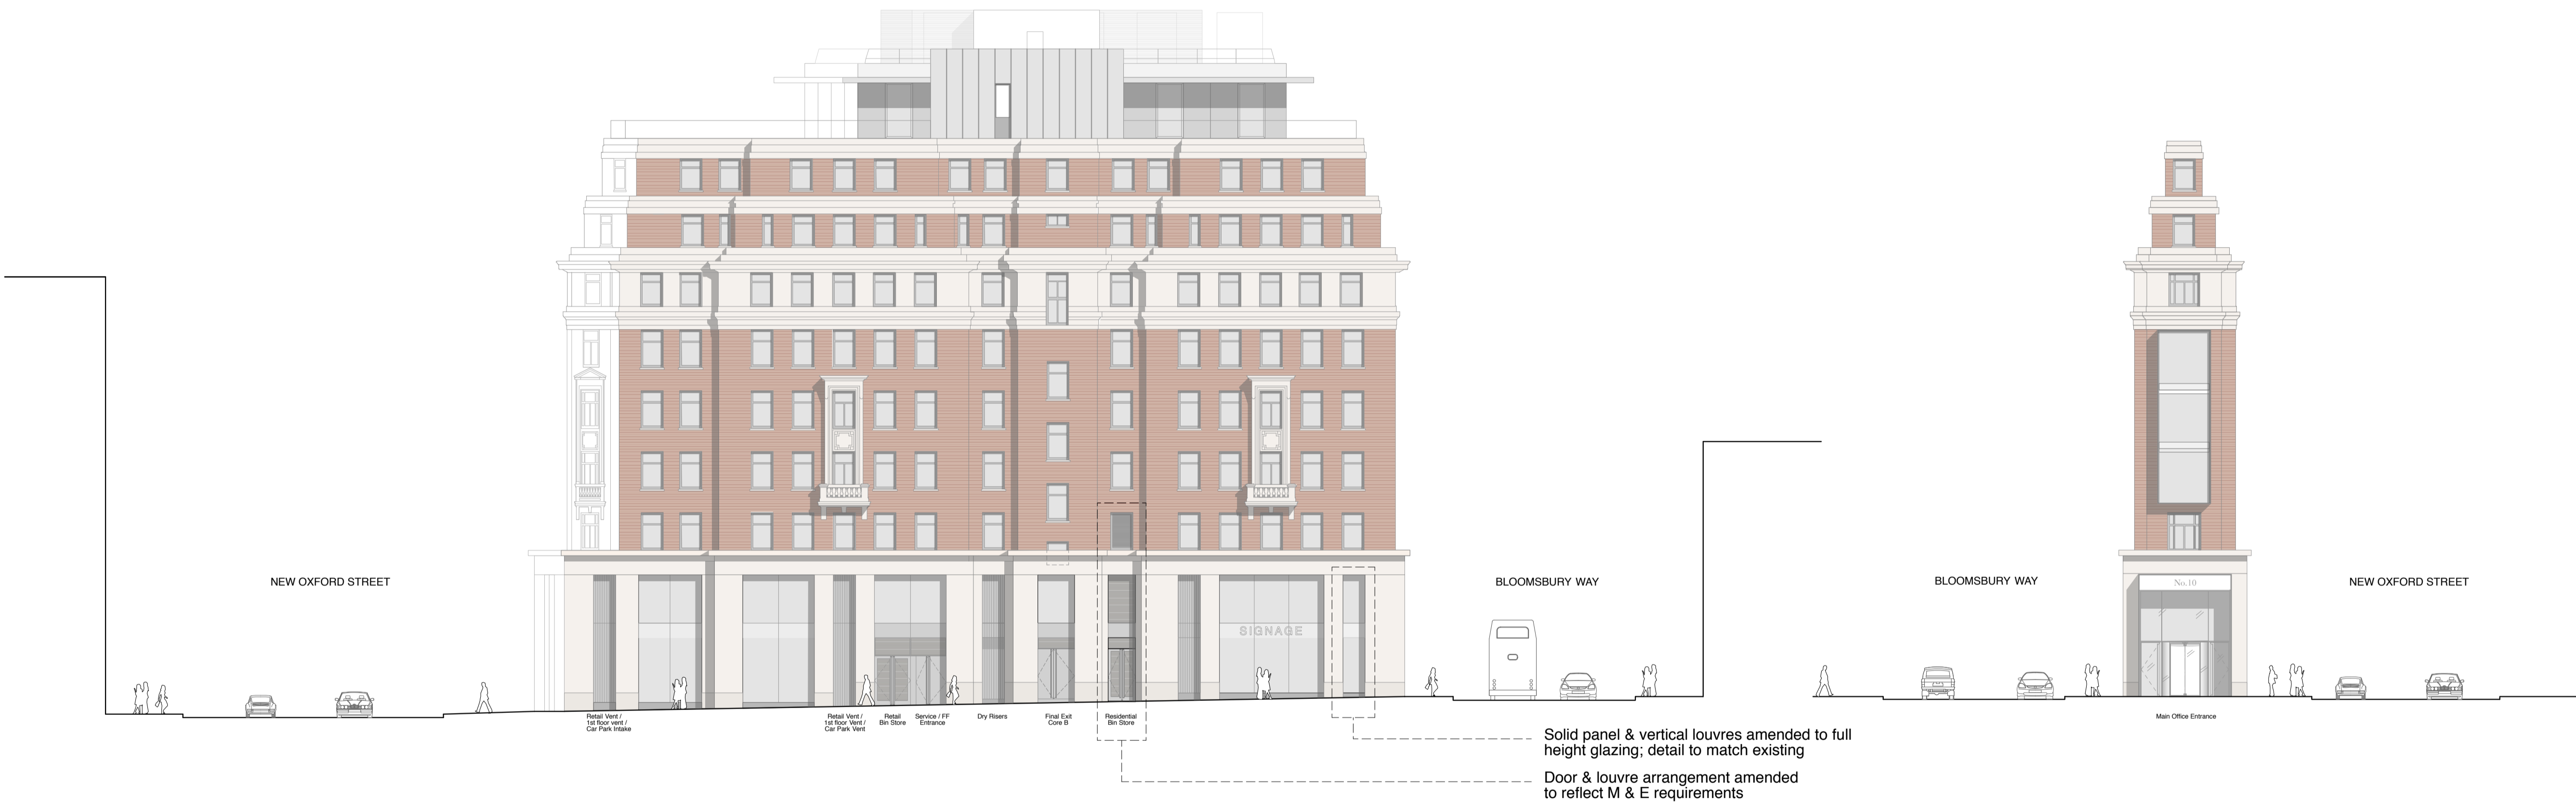 NEW OXFORD STREET
BLOOMSBURY WAY
BLOOMSBURY WAY
NEW OXFORD STREET
No.10
SIGNAGE
Retail Vent /
1st floor vent /
Car Park Intake
Retail Vent /
1st floor Vent /
Car Park Vent
Retail
Bin Store
Service / FF
Entrance
Dry Risers
Final Exit
Core B
Residential
Bin Store
Main Office Entrance
Solid panel & vertical louvres amended to full
height glazing; detail to match existing
Door & louvre arrangement amended
to reflect M & E requirements